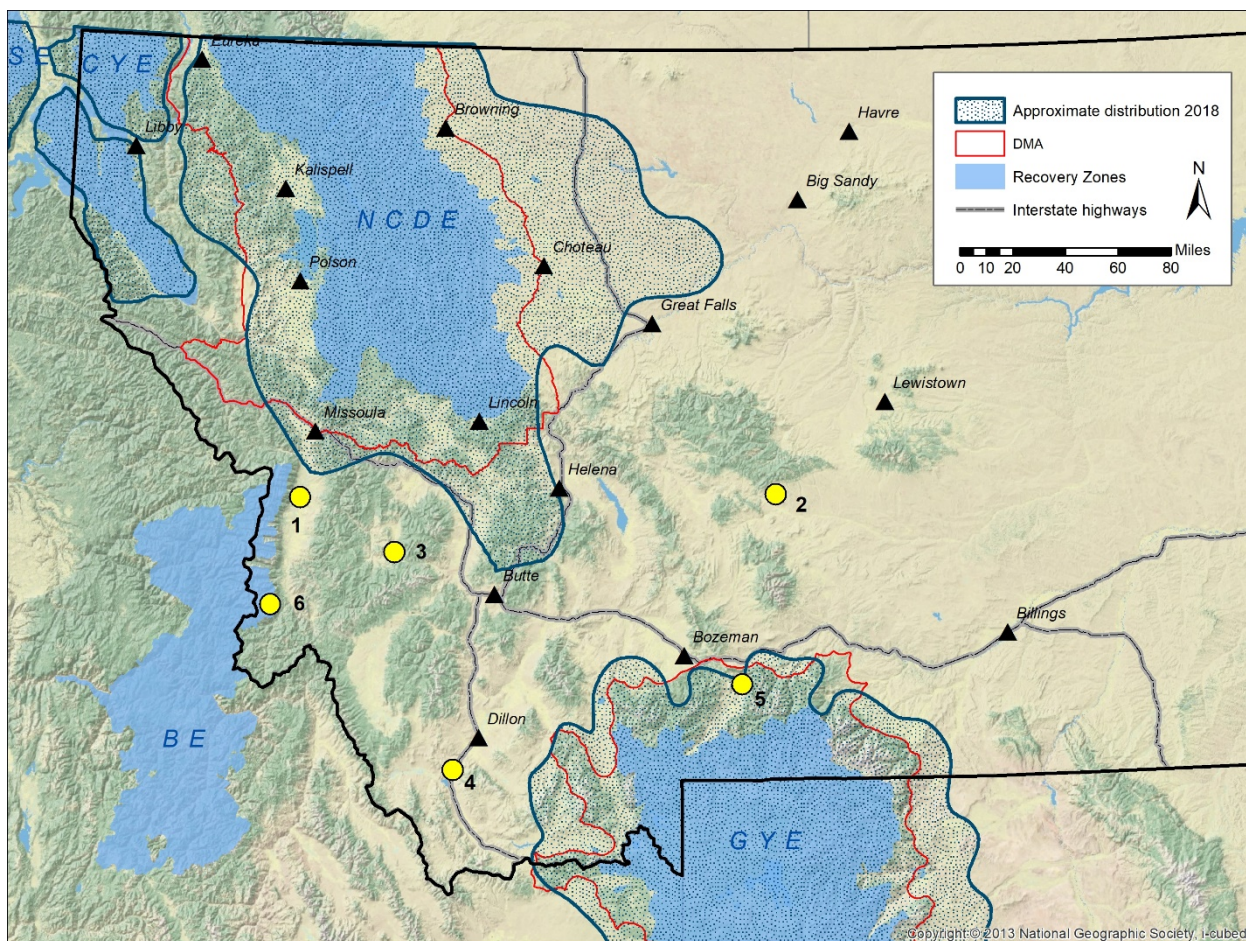 Eureka
SE
CYE
Browning
Havre
Libby
Kalispell
Big Sandy
NCDE
Choteau
Polson
Great Falls
Lewistown
Missoula
Lincoln
Helena
1
2
3
Butte
6
Billings
Bozeman
5
BE
Dillon
4
GYE
Approximate distribution 2018
DMA
Recovery Zones
Interstate highways
N
Miles
0 10 20 40 60 80
Copyright:© 2013 National Geographic Society, i-cubed